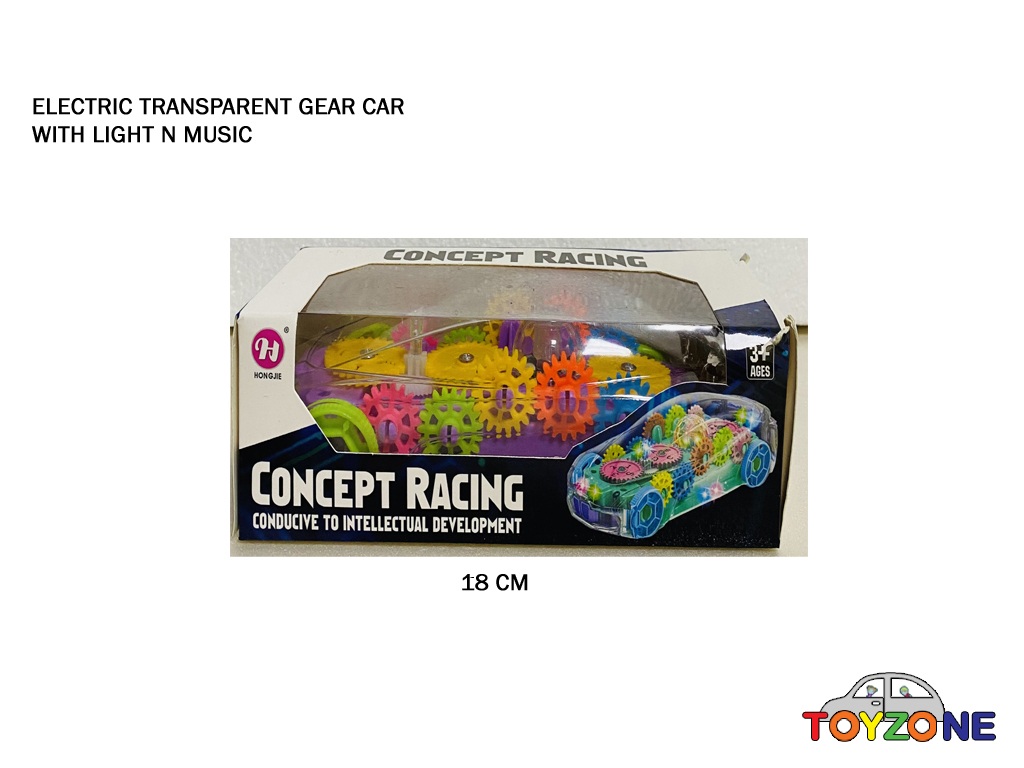 ELECTRIC TRANSPARENT GEAR CAR
WITH LIGHT N MUSIC
CONCEPT RACING
H
®
HONGJIE
3+
AGES
CONCEPT RACING
CONDUCIVE TO INTELLECTUAL DEVELOPMENT
18 CM
TOYZONE